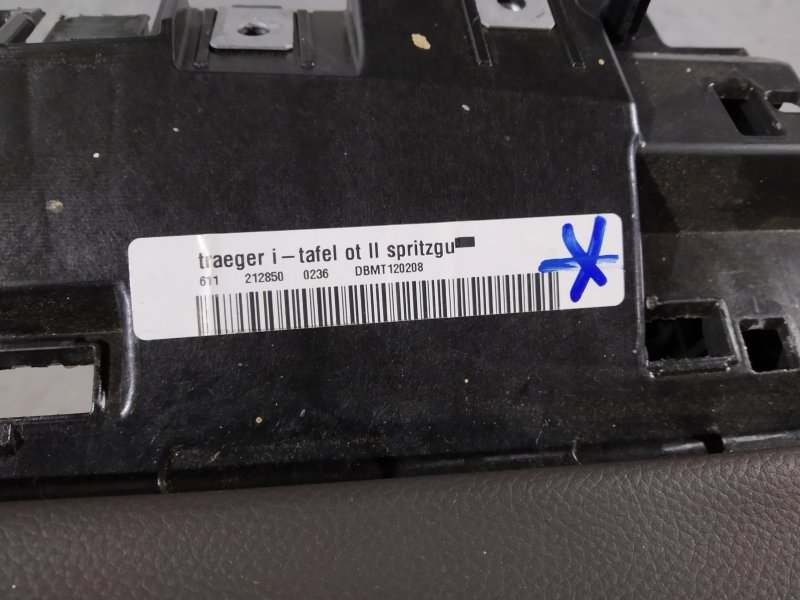 traeger i-tafel ot II spritzgu
611 212850 0236 DBMT120208